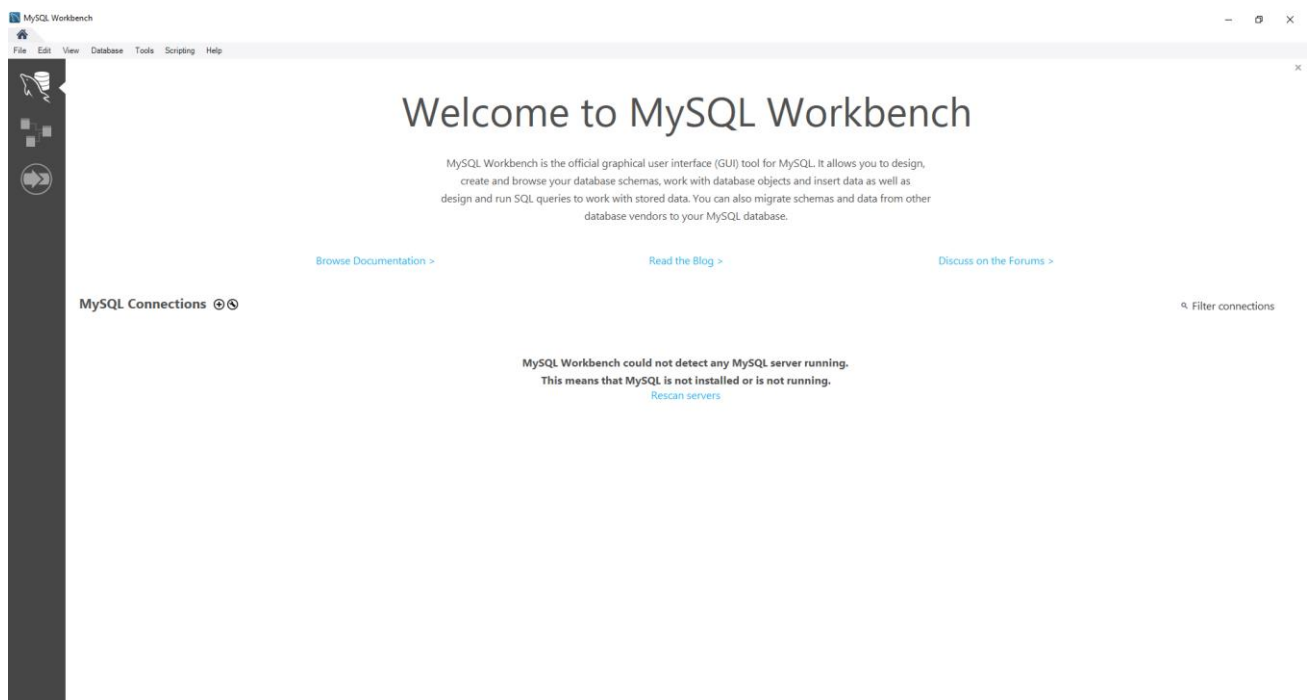 MySQL Workbench
File Edit View Database Tools Scripting Help
Welcome to MySQL Workbench
MySQL Workbench is the official graphical user interface (GUI) tool for MySQL. It allows you to design,
create and browse your database schemas, work with database objects and insert data as well as
design and run SQL queries to work with stored data. You can also migrate schemas and data from other
database vendors to your MySQL database.
Browse Documentation > Read the Blog > Discuss on the Forums >
MySQL Connections Filter connections
MySQL Workbench could not detect any MySQL server running.
This means that MySQL is not installed or is not running.
Rescan servers